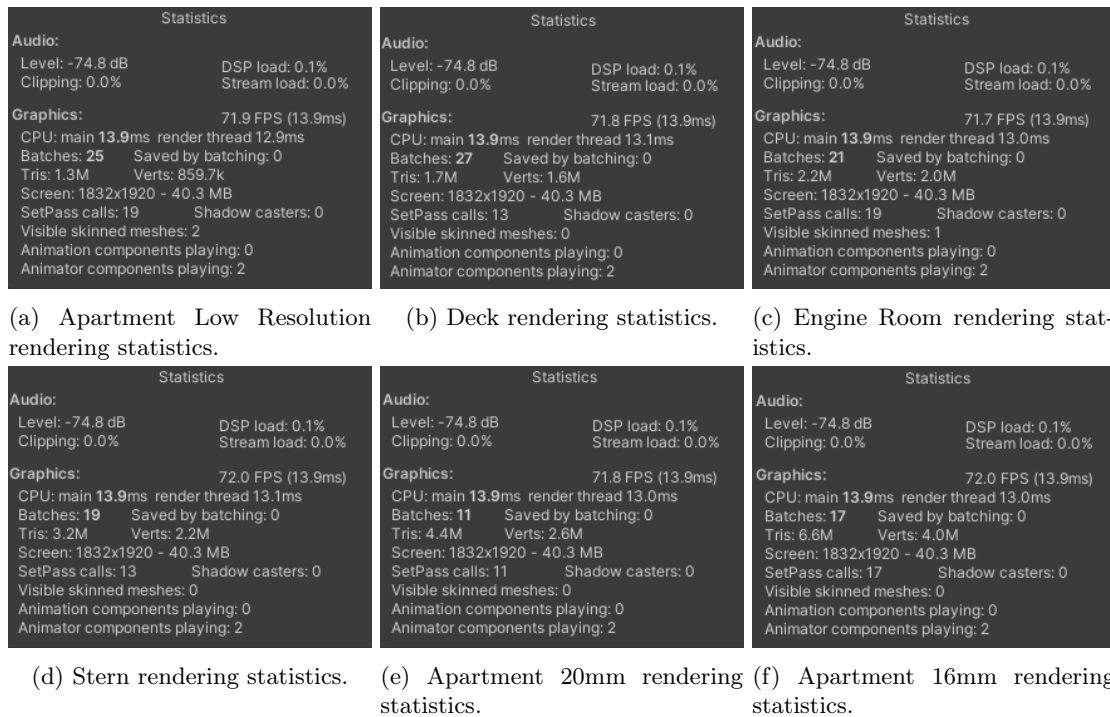 Statistics
Audio:
Level: -74.8 dB DSP load: 0.1%
Clipping: 0.0% Stream load: 0.0%
Graphics: 71.9 FPS (13.9ms)
CPU: main 13.9ms render thread 12.9ms
Batches: 25 Saved by batching: 0
Tris: 1.3M Verts: 859.7k
Screen: 1832x1920 - 40.3 MB
SetPass calls: 19 Shadow casters: 0
Visible skinned meshes: 2
Animation components playing: 0
Animator components playing: 2
(a) Apartment Low Resolution
rendering statistics.
Statistics
Audio:
Level: -74.8 dB DSP load: 0.1%
Clipping: 0.0% Stream load: 0.0%
Graphics: 71.8 FPS (13.9ms)
CPU: main 13.9ms render thread 13.1ms
Batches: 27 Saved by batching: 0
Tris: 1.7M Verts: 1.6M
Screen: 1832x1920 - 40.3 MB
SetPass calls: 13 Shadow casters: 0
Visible skinned meshes: 0
Animation components playing: 0
Animator components playing: 2
(b) Deck rendering statistics.
Statistics
Audio:
Level: -74.8 dB DSP load: 0.1%
Clipping: 0.0% Stream load: 0.0%
Graphics: 71.7 FPS (13.9ms)
CPU: main 13.9ms render thread 13.0ms
Batches: 21 Saved by batching: 0
Tris: 2.2M Verts: 2.0M
Screen: 1832x1920 - 40.3 MB
SetPass calls: 19 Shadow casters: 0
Visible skinned meshes: 1
Animation components playing: 0
Animator components playing: 2
(c) Engine Room rendering stat-
istics.
Statistics
Audio:
Level: -74.8 dB DSP load: 0.1%
Clipping: 0.0% Stream load: 0.0%
Graphics: 72.0 FPS (13.9ms)
CPU: main 13.9ms render thread 13.1ms
Batches: 19 Saved by batching: 0
Tris: 3.2M Verts: 2.2M
Screen: 1832x1920 - 40.3 MB
SetPass calls: 13 Shadow casters: 0
Visible skinned meshes: 0
Animation components playing: 0
Animator components playing: 2
(d) Stern rendering statistics.
Statistics
Audio:
Level: -74.8 dB DSP load: 0.1%
Clipping: 0.0% Stream load: 0.0%
Graphics: 71.8 FPS (13.9ms)
CPU: main 13.9ms render thread 13.0ms
Batches: 11 Saved by batching: 0
Tris: 4.4M Verts: 2.6M
Screen: 1832x1920 - 40.3 MB
SetPass calls: 11 Shadow casters: 0
Visible skinned meshes: 0
Animation components playing: 0
Animator components playing: 2
(e) Apartment 20mm rendering
statistics.
Statistics
Audio:
Level: -74.8 dB DSP load: 0.1%
Clipping: 0.0% Stream load: 0.0%
Graphics: 72.0 FPS (13.9ms)
CPU: main 13.9ms render thread 13.0ms
Batches: 17 Saved by batching: 0
Tris: 6.6M Verts: 4.0M
Screen: 1832x1920 - 40.3 MB
SetPass calls: 17 Shadow casters: 0
Visible skinned meshes: 0
Animation components playing: 0
Animator components playing: 2
(f) Apartment 16mm rendering
statistics.